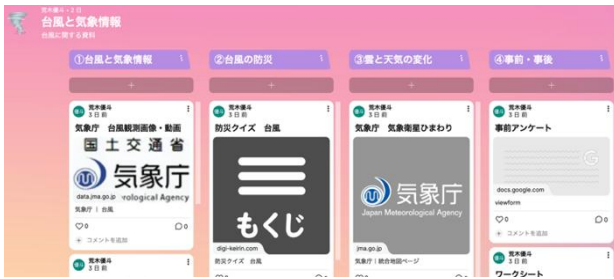 荒木優斗・2日
台風と気象情報
台風に関する資料
①台風と気象情報
②台風の防災
③雲と天気の変化
④事前・事後
荒木優斗
3日前
気象庁 台風観測画像・動画
国土交通省
気象庁
rological Agency
data.jma.go.jp
気象庁 | 台風
0
0
コメントを追加
荒木優斗
3日前
荒木優斗
3日前
防災クイズ 台風
もくじ
digi-keirin.com
防災クイズ 台風
荒木優斗
3日前
気象庁 気象衛星ひまわり
気象庁
Japan Meteorological Agency
jma.go.jp
気象庁 | 統合地図ページ
荒木優斗
3日前
事前アンケート
G
docs.google.com
viewform
0
0
コメントを追加
荒木優斗
3日前
ワークシート